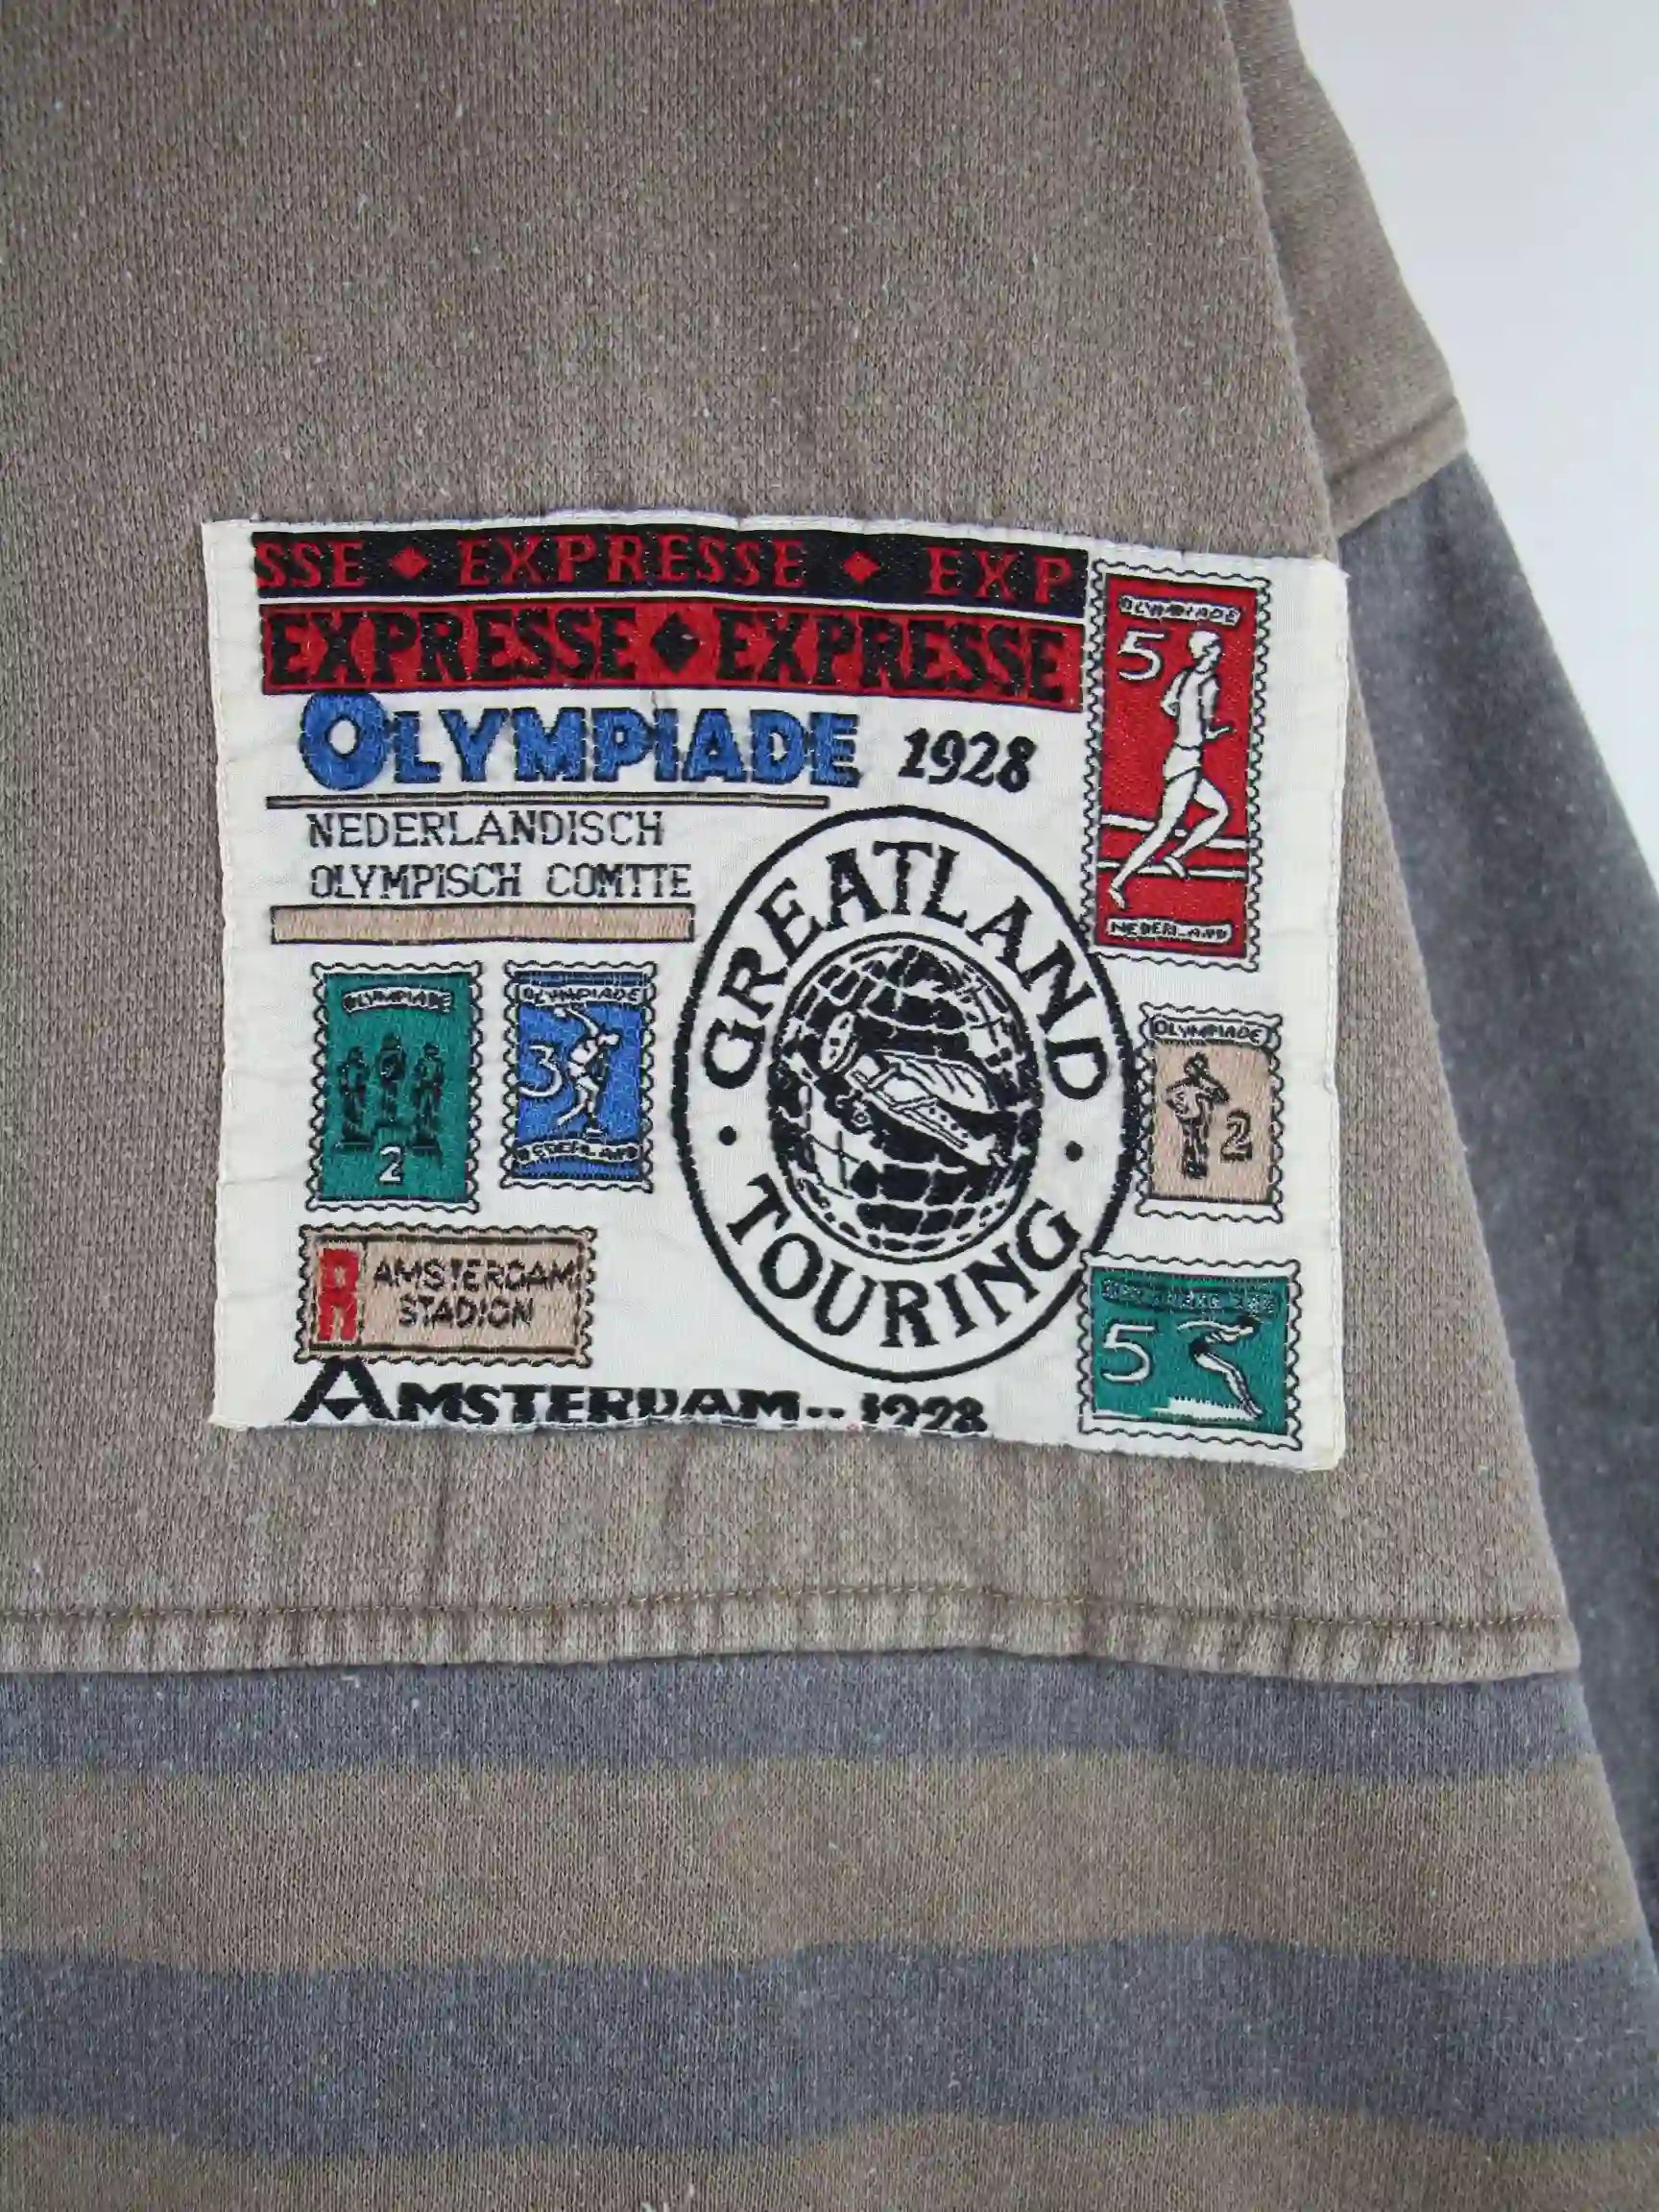 SSE ♦ EXPRESSE ♦ EXP
EXPRESSE ♦ EXPRESSE
OLYMPIADE 1928
NEDERLANDISCH
OLYMPISCH COMTTE
OLYMPIADE
5
NEDERLAND
GREATLAND
TOURING
OLYMPIADE
2
OLYMPIADE
3
OLYMPIADE
2
AMSTERDAM
STADION
5
AMSTERDAM.. 1928